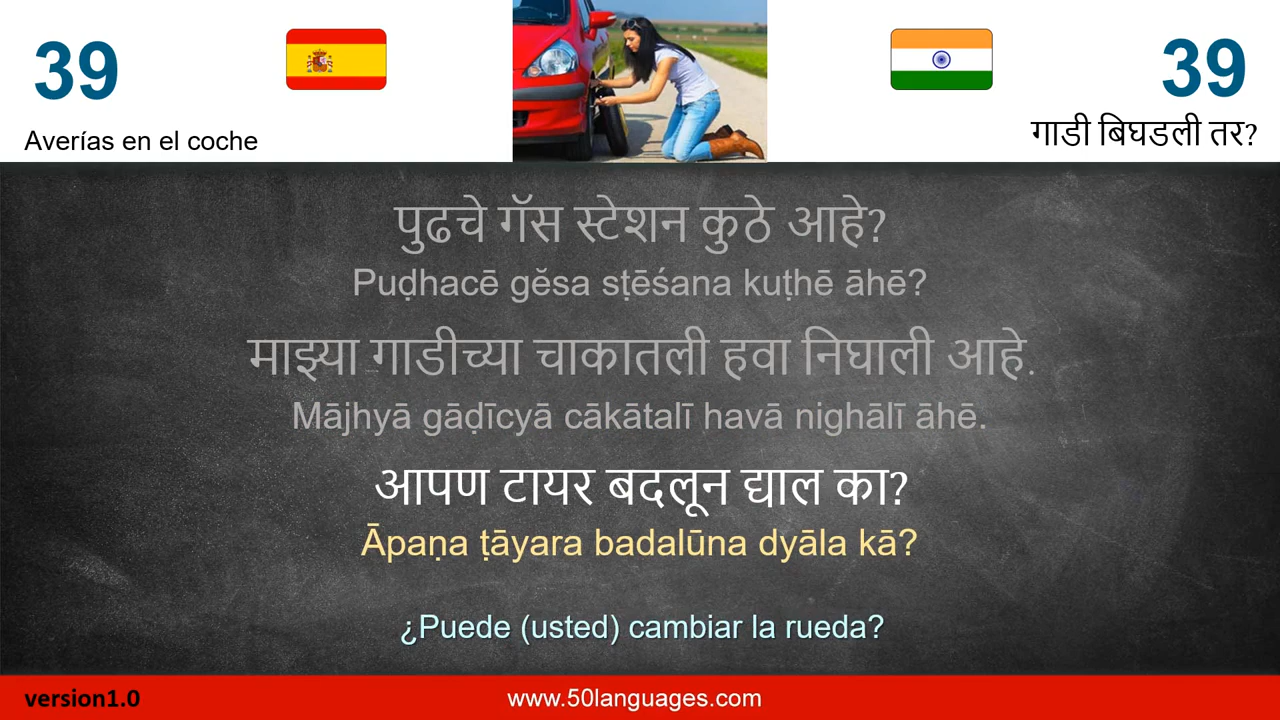 39
39
Averías en el coche
गाडी बिघडली तर?
पुढचे गॅस स्टेशन कुठे आहे?
Puḍhacē gĕsa sṭēśana kuṭhē āhē?
माझ्या गाडीच्या चाकातली हवा निघाली आहे.
Mājhyā gāḍīcyā cākātalī havā nighālī āhē.
आपण टायर बदलून द्याल का?
Āpaṇa ṭāyara badalūna dyāla kā?
¿Puede (usted) cambiar la rueda?
version1.0
www.50languages.com